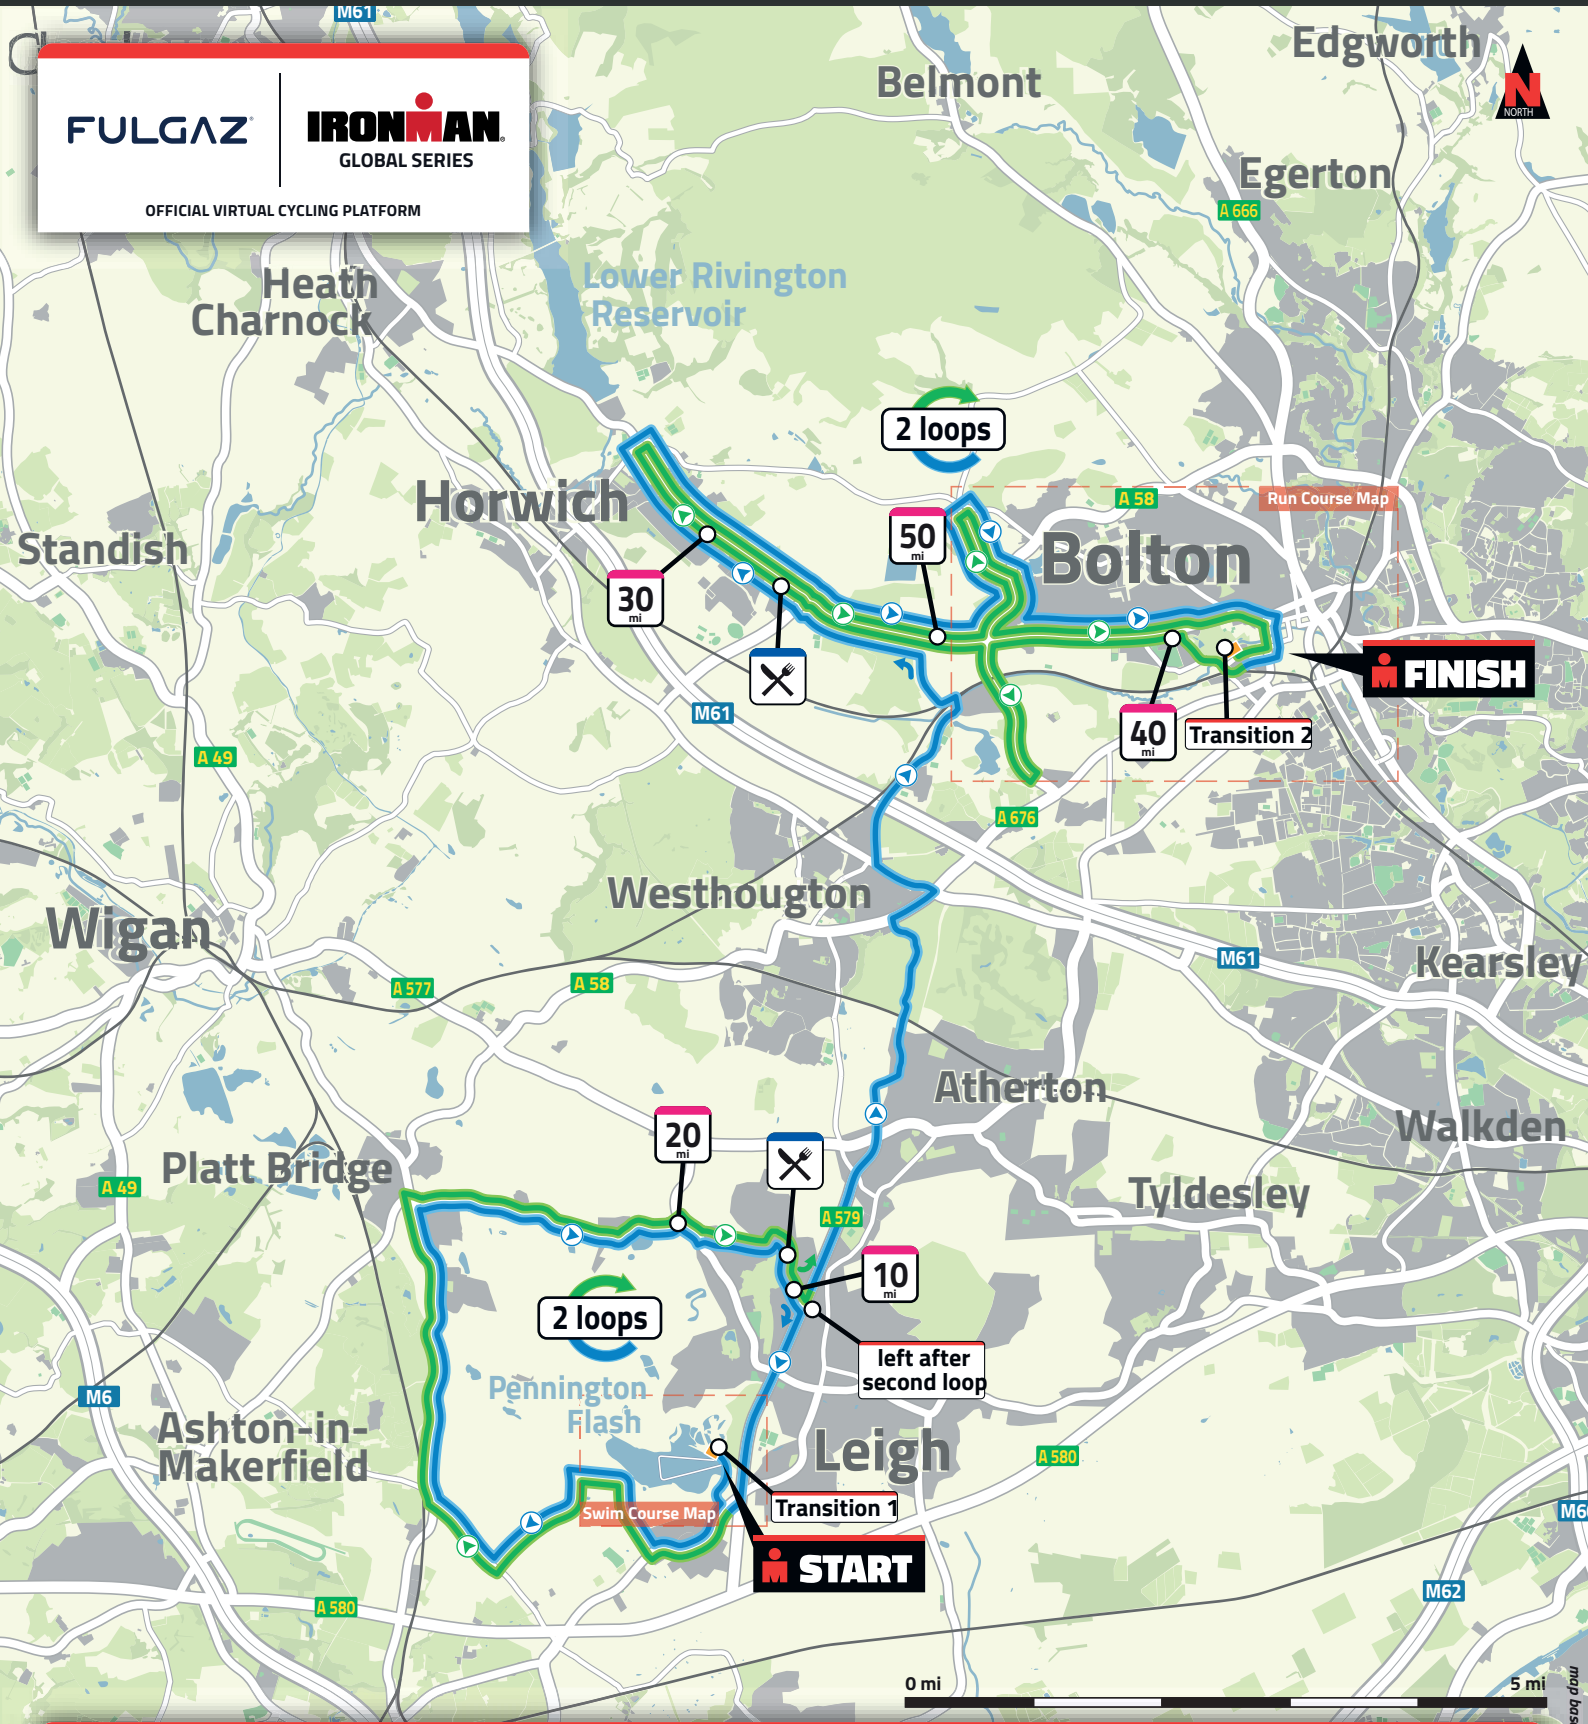 M61
Edgworth
Belmont
N
NORTH
FULGAZ
IRONMAN
GLOBAL SERIES
OFFICIAL VIRTUAL CYCLING PLATFORM
Egerton
A 666
Heath
Charnock
Lower Rivington
Reservoir
2 loops
Horwich
A 58
Run Course Map
50
mi
Bolton
Standish
30
mi
FINISH
M61
40
mi
Transition 2
A 49
A 676
Westhougton
Wigan
M61
Kearsley
A 577
A 58
Atherton
Walkden
20
mi
Platt Bridge
A 49
Tyldesley
A 579
10
mi
2 loops
left after
second loop
Pennington
Flash
M6
Ashton-in-
Makerfield
Leigh
A 580
Transition 1
Swim Course Map
START
A 580
M62
0 mi
5 mi